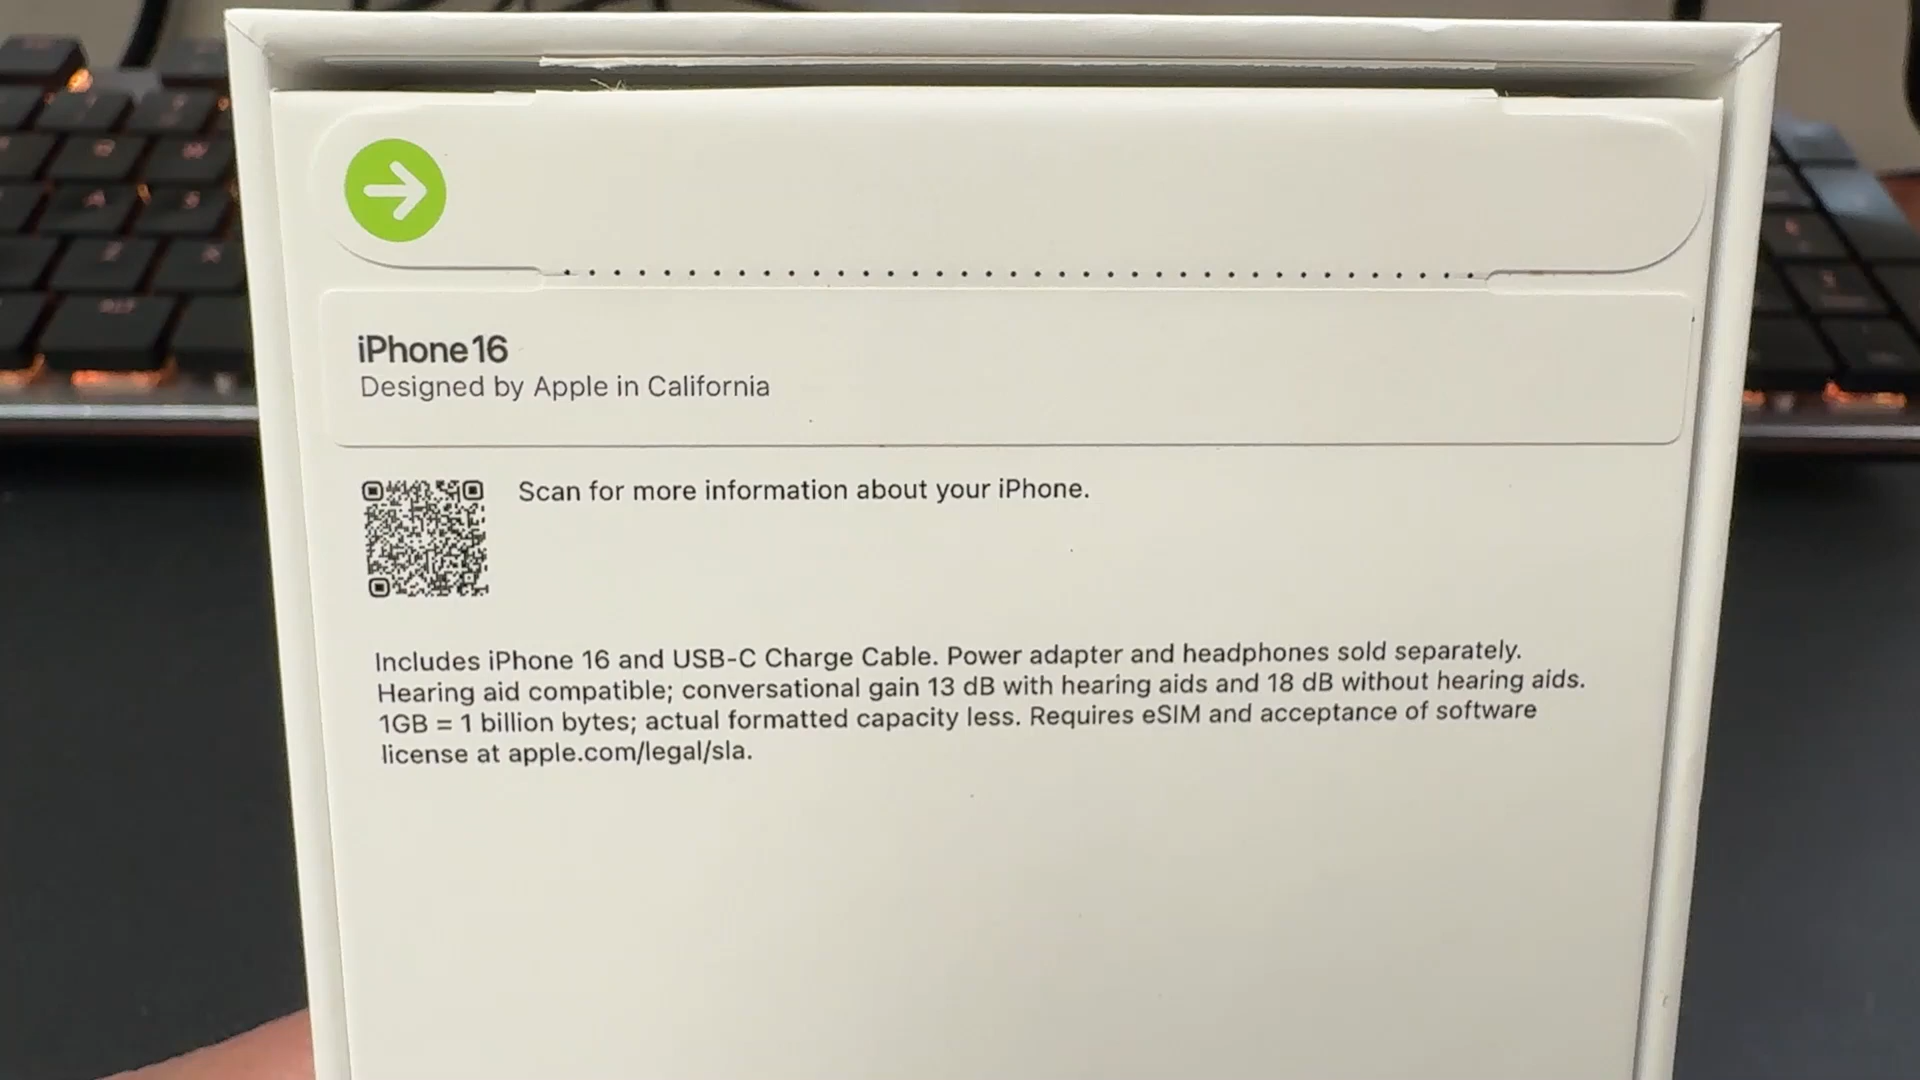 iPhone 16
Designed by Apple in California
Scan for more information about your iPhone.
Includes iPhone 16 and USB-C Charge Cable. Power adapter and headphones sold separately.
Hearing aid compatible; conversational gain 13 dB with hearing aids and 18 dB without hearing aids.
1GB = 1 billion bytes; actual formatted capacity less. Requires eSIM and acceptance of software
license at apple.com/legal/sla.